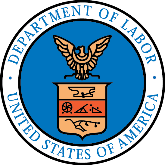 DEPARTMENT OF LABOR
UNITED STATES OF AMERICA